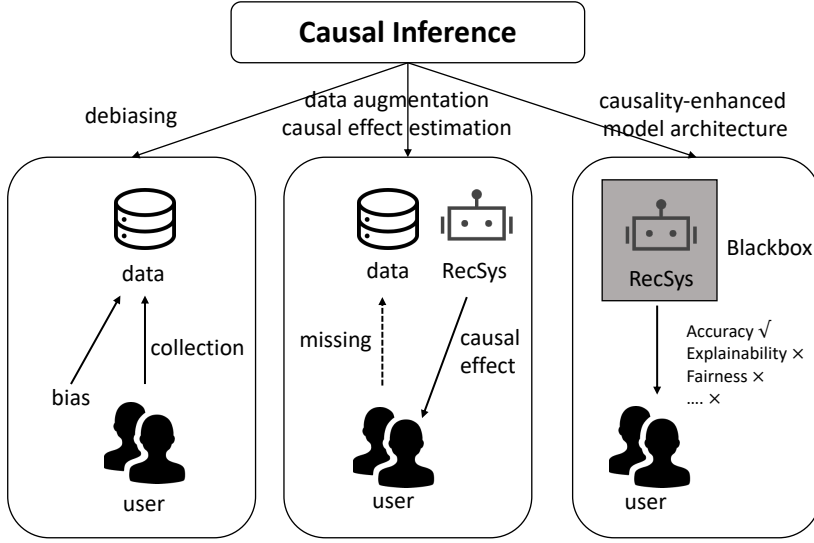 Causal Inference
debiasing
data augmentation
causal effect estimation
causality-enhanced
model architecture
data
collection
bias
user
data
RecSys
missing
causal
effect
user
RecSys
Blackbox
Accuracy √
Explainability ×
Fairness ×
.... ×
user